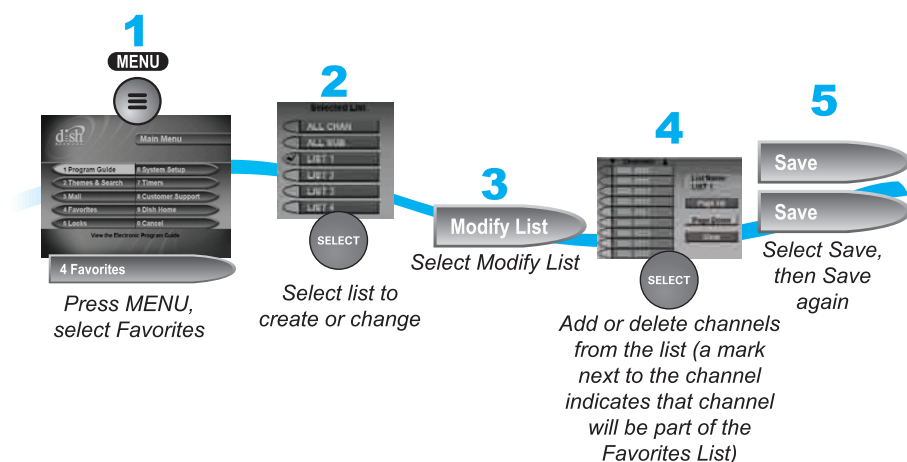 1
MENU
dish
NETWORK
Main Menu
1 Program Guide
6 System Setup
2 Themes & Search
7 Timers
3 Mail
8 Customer Support
4 Favorites
9 Dish Home
5 Locks
0 Cancel
View the Electronic Program Guide
4 Favorites
Press MENU,
select Favorites
2
Selected List
ALL CHAN
ALL SUB
LIST 1
LIST 2
LIST 3
LIST 4
SELECT
Select list to
create or change
3
Modify List
Select Modify List
4
List Name
LIST 1
Page Up
Page Down
SELECT
Add or delete channels
from the list (a mark
next to the channel
indicates that channel
will be part of the
Favorites List)
5
Save
Save
Select Save,
then Save
again